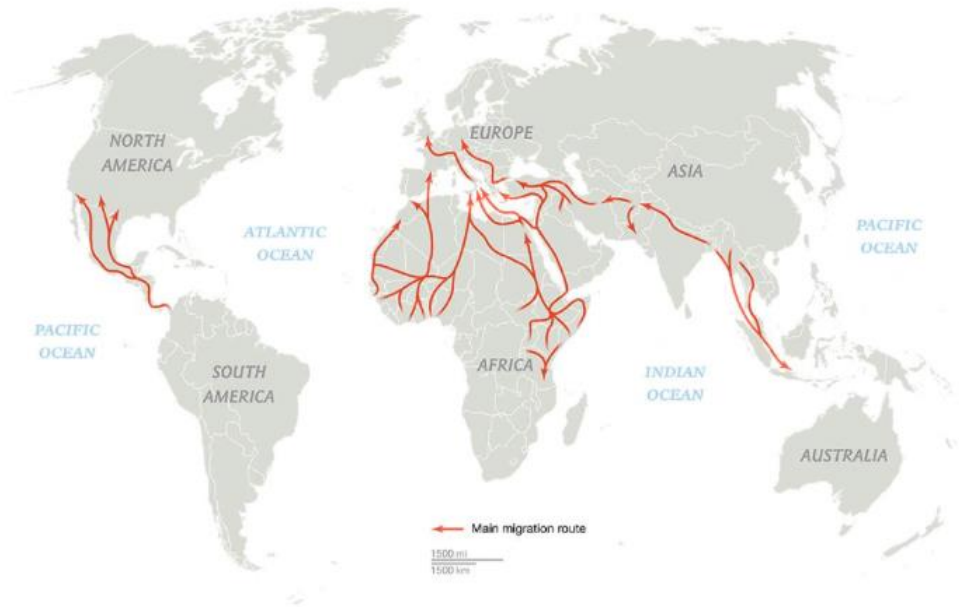 NORTH
AMERICA
EUROPE
ASIA
ATLANTIC
OCEAN
PACIFIC
OCEAN
PACIFIC
OCEAN
SOUTH
AMERICA
AFRICA
INDIAN
OCEAN
AUSTRALIA
Main migration route
1500 mi
1500 km